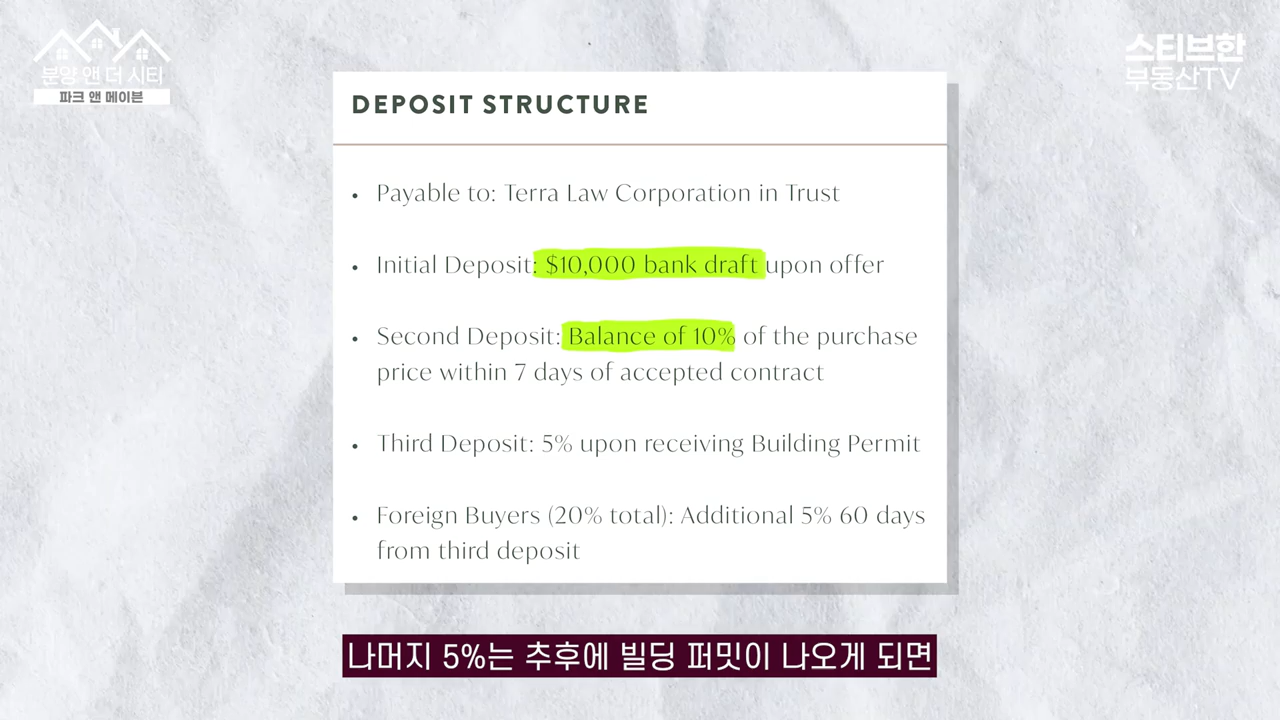 분양 앤 더 시티
파크 앤 메이븐
스티브한
부동산TV
DEPOSIT STRUCTURE
• Payable to: Terra Law Corporation in Trust
• Initial Deposit: $10,000 bank draft upon offer
• Second Deposit: Balance of 10% of the purchase
price within 7 days of accepted contract
• Third Deposit: 5% upon receiving Building Permit
• Foreign Buyers (20% total): Additional 5% 60 days
from third deposit
나머지 5%는 추후에 빌딩 퍼밋이 나오게 되면